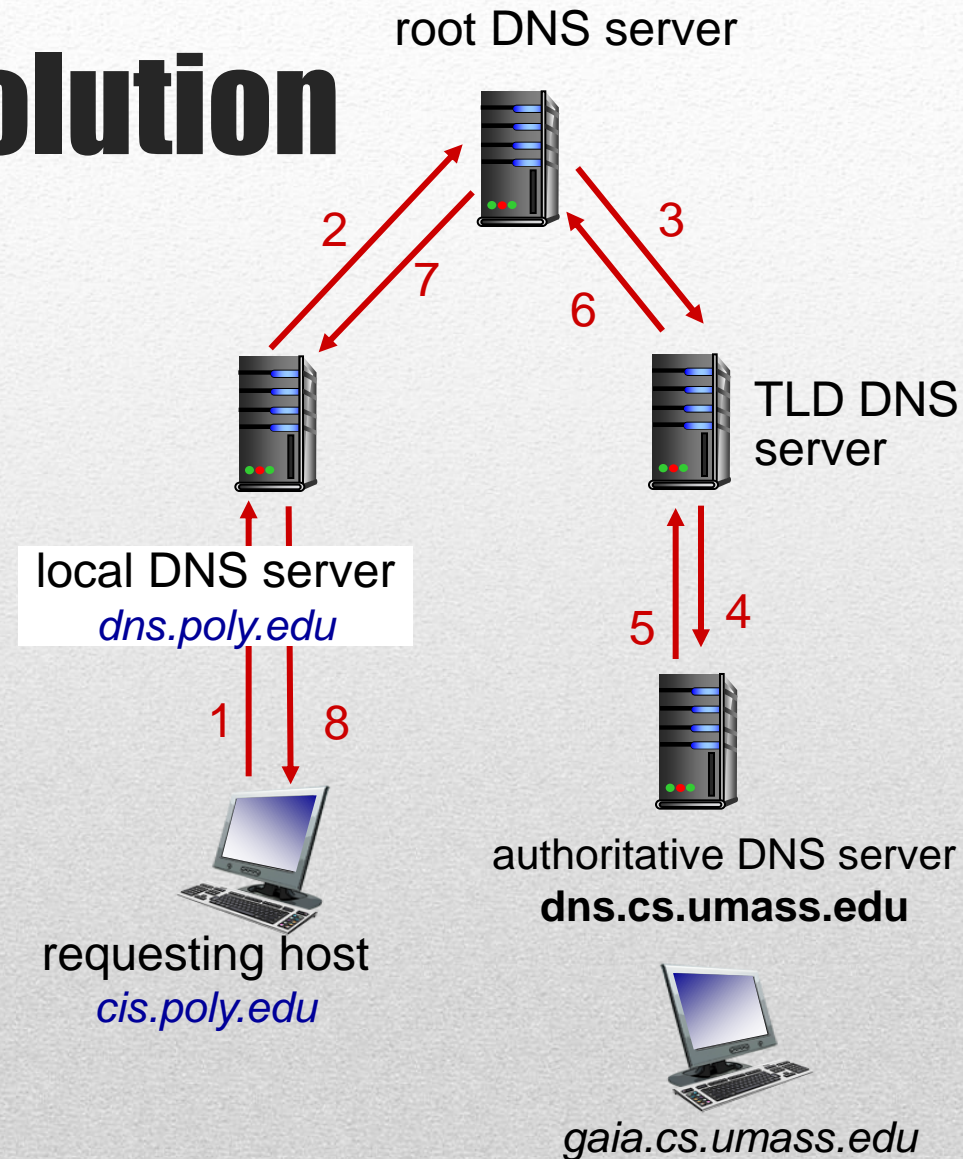 root DNS server
olution
2
3
7
6
TLD DNS
server
local DNS server
dns.poly.edu
5
4
1
8
authoritative DNS server
dns.cs.umass.edu
requesting host
cis.poly.edu
gaia.cs.umass.edu